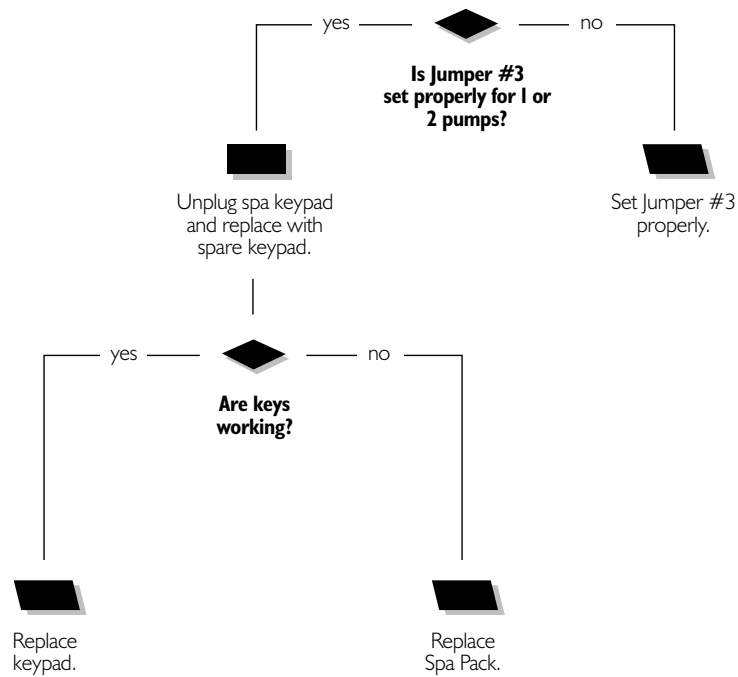 yes
no
Is Jumper #3
set properly for 1 or
2 pumps?
Unplug spa keypad
and replace with
spare keypad.
Set Jumper #3
properly.
yes
no
Are keys
working?
Replace
keypad.
Replace
Spa Pack.